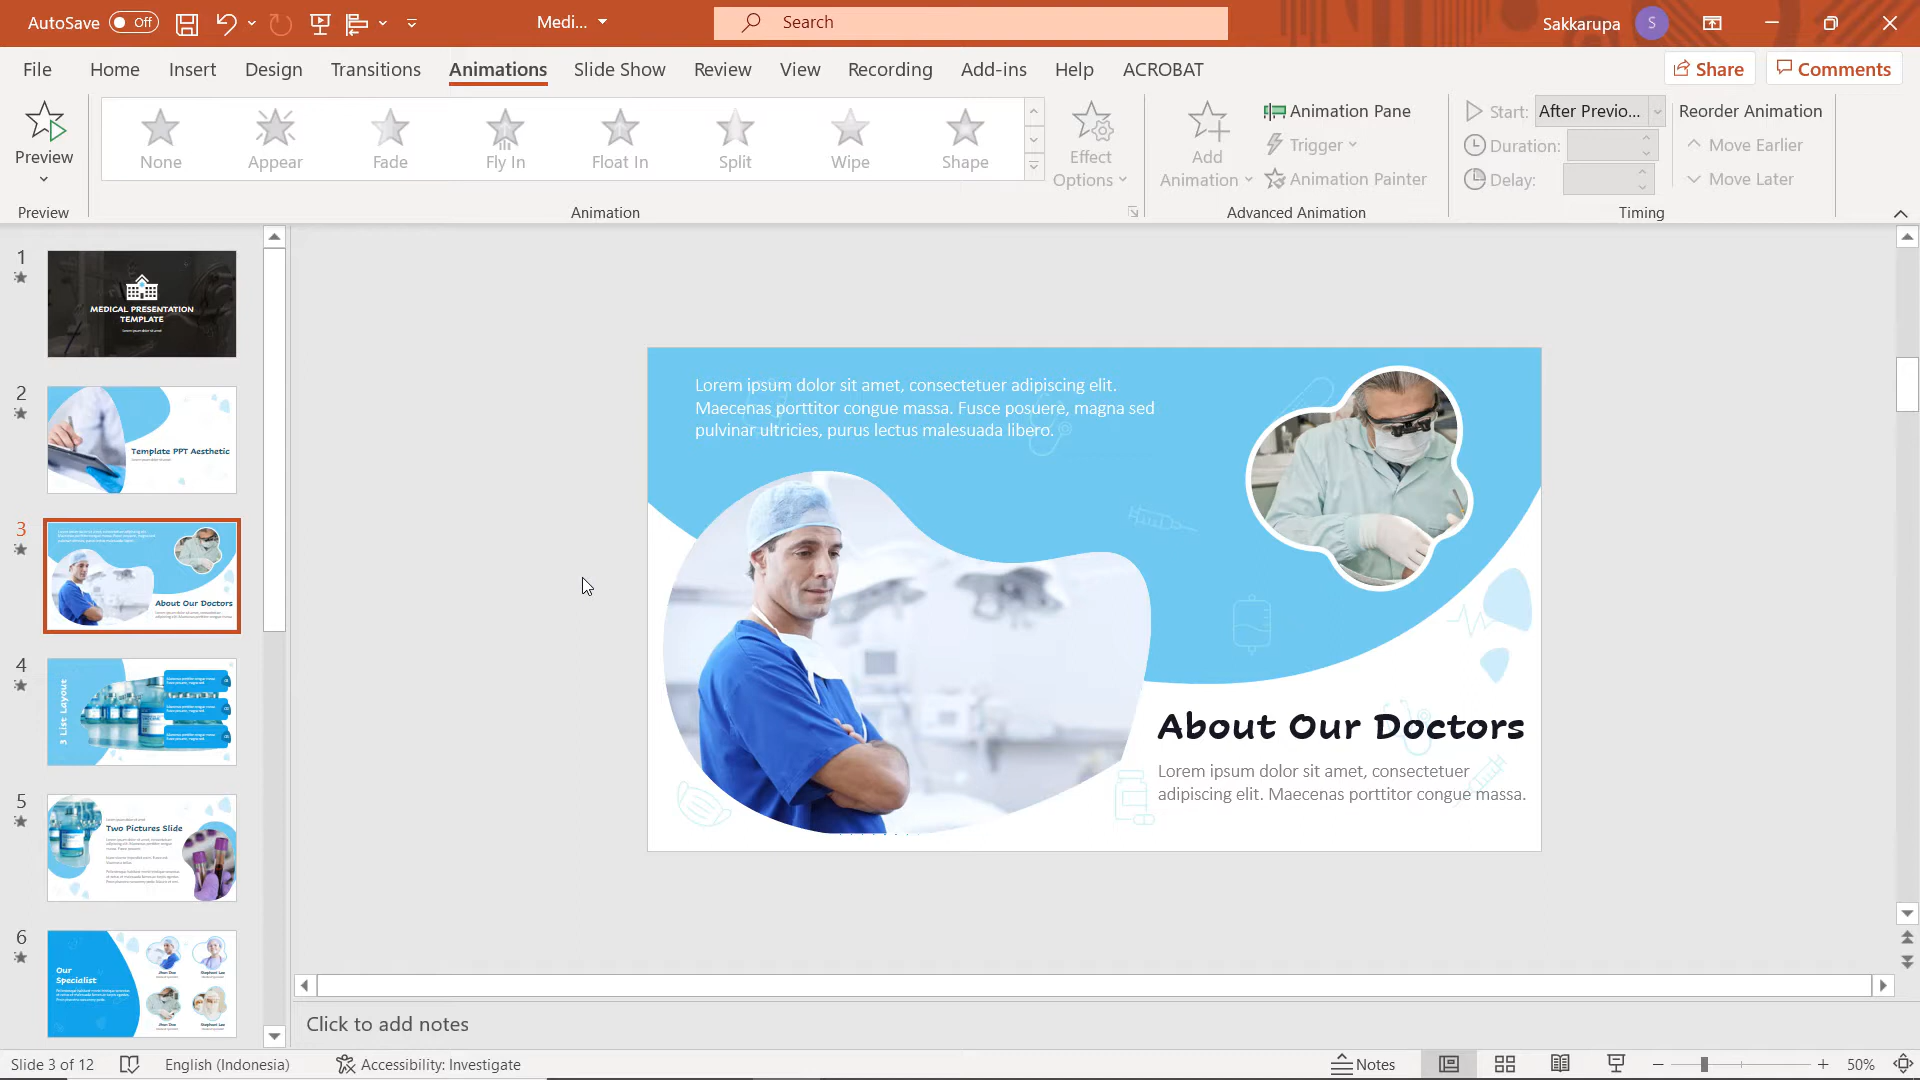 AutoSave Off
Medi...
Search
Sakkarupa S
File Home Insert Design Transitions Animations Slide Show Review View Recording Add-ins Help ACROBAT
Share Comments
Preview
Preview
None Appear Fade Fly In Float In Split Wipe Shape
Animation
Effect
Options
Add
Animation
Animation Pane
Trigger
Animation Painter
Advanced Animation
Start: After Previo...
Duration:
Delay:
Reorder Animation
Move Earlier
Move Later
Timing
1
MEDICAL PRESENTATION
TEMPLATE
2
Template PPT Aesthetic
3
About Our Doctors
4
3 List Layout
5
Two Pictures Slide
6
Our
Specialist
Lorem ipsum dolor sit amet, consectetuer adipiscing elit.
Maecenas porttitor congue massa. Fusce posuere, magna sed
pulvinar ultricies, purus lectus malesuada libero.
About Our Doctors
Lorem ipsum dolor sit amet, consectetuer
adipiscing elit. Maecenas porttitor congue massa.
Click to add notes
Slide 3 of 12
English (Indonesia)
Accessibility: Investigate
Notes
50%